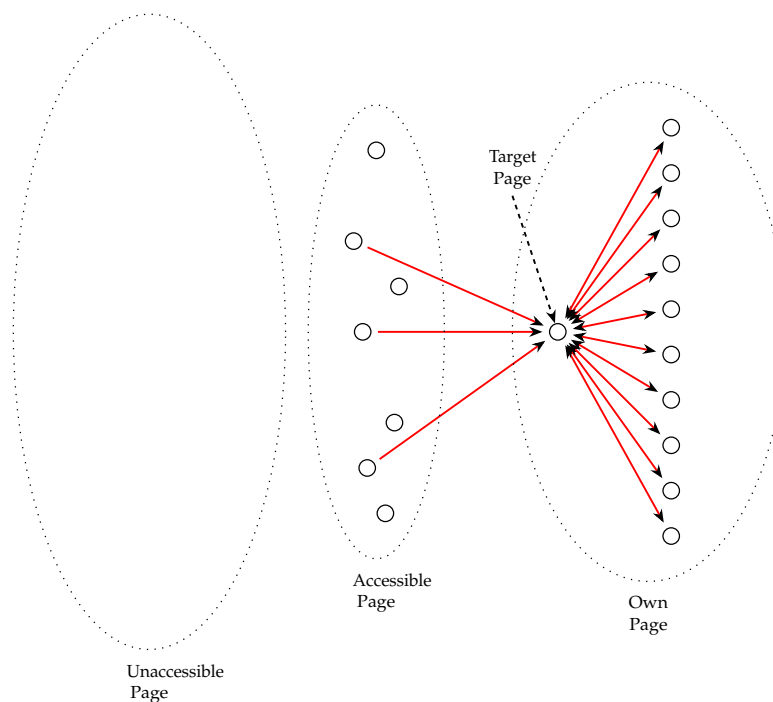 Target
Page
Accessible
Page
Own
Page
Unaccessible
Page